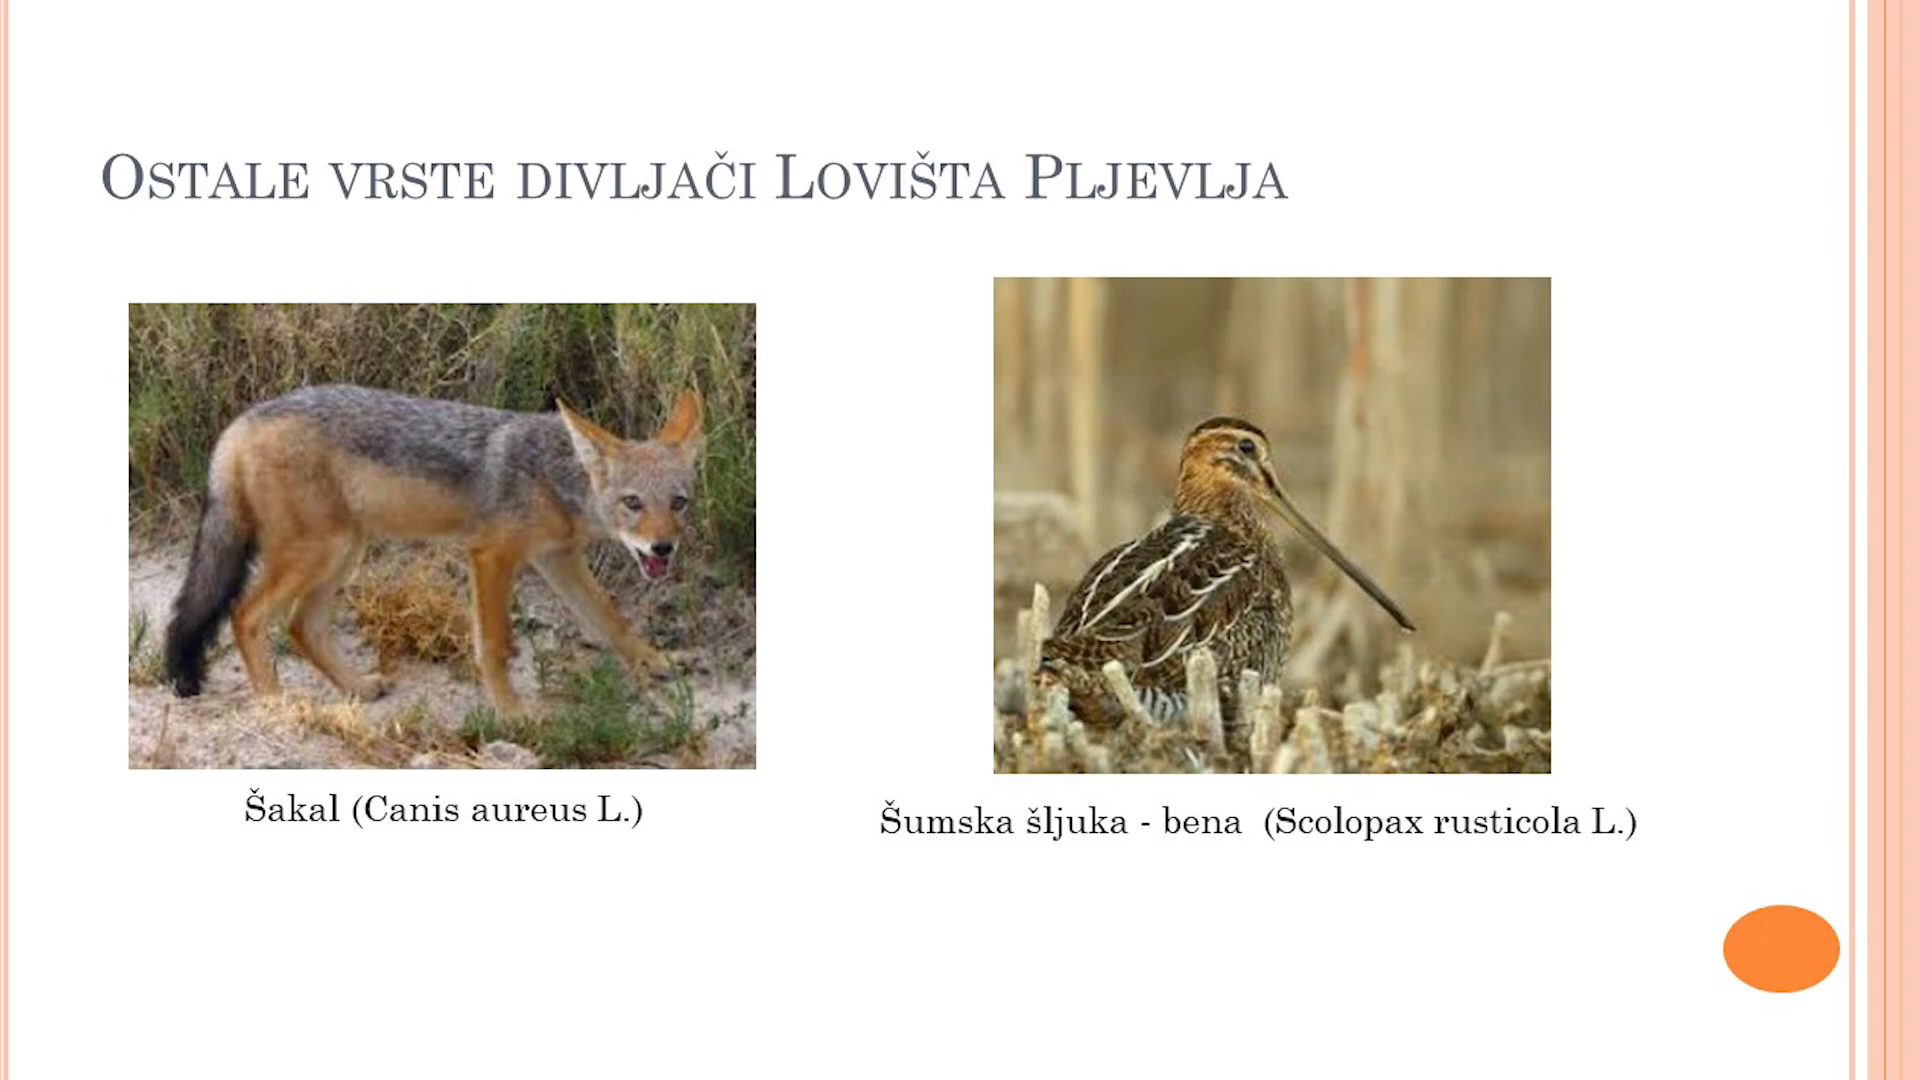 Ostale vrste divljači Lovišta Pljevlja
Šakal (Canis aureus L.)
Šumska šljuka - bena (Scolopax rusticola L.)